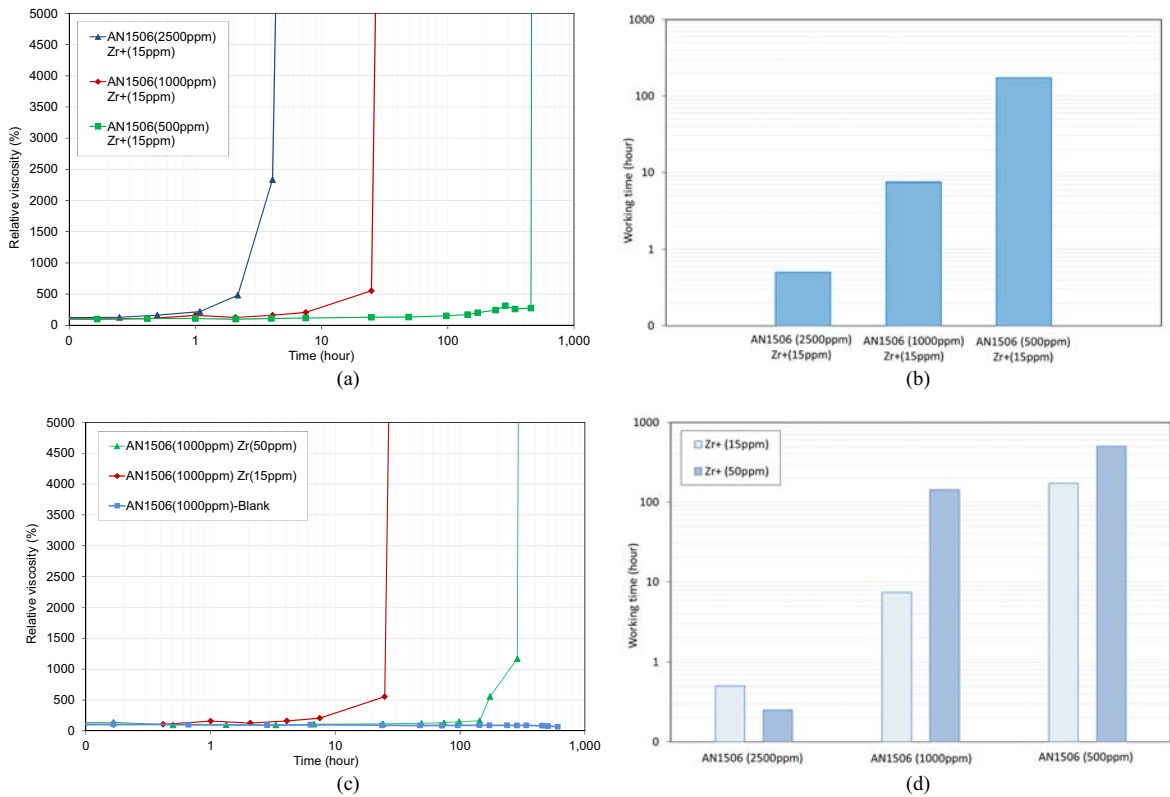 5000
4500
4000
3500
3000
2500
2000
1500
1000
500
0
Relative viscosity (%)
AN1506(2500ppm)
Zr+(15ppm)
AN1506(1000ppm)
Zr+(15ppm)
AN1506(500ppm)
Zr+(15ppm)
0 1 10 100 1,000
Time (hour)
(a)
1000
100
10
1
0
Working time (hour)
AN1506 (2500ppm) AN1506 (1000ppm) AN1506 (500ppm)
Zr+(15ppm) Zr+(15ppm) Zr+(15ppm)
(b)
5000
4500
4000
3500
3000
2500
2000
1500
1000
500
0
Relative viscosity (%)
AN1506(1000ppm) Zr(50ppm)
AN1506(1000ppm) Zr(15ppm)
AN1506(1000ppm)-Blank
0 1 10 100 1,000
Time (hour)
(c)
1000
100
10
1
0
Working time (hour)
Zr+ (15ppm)
Zr+ (50ppm)
AN1506 (2500ppm) AN1506 (1000ppm) AN1506 (500ppm)
(d)